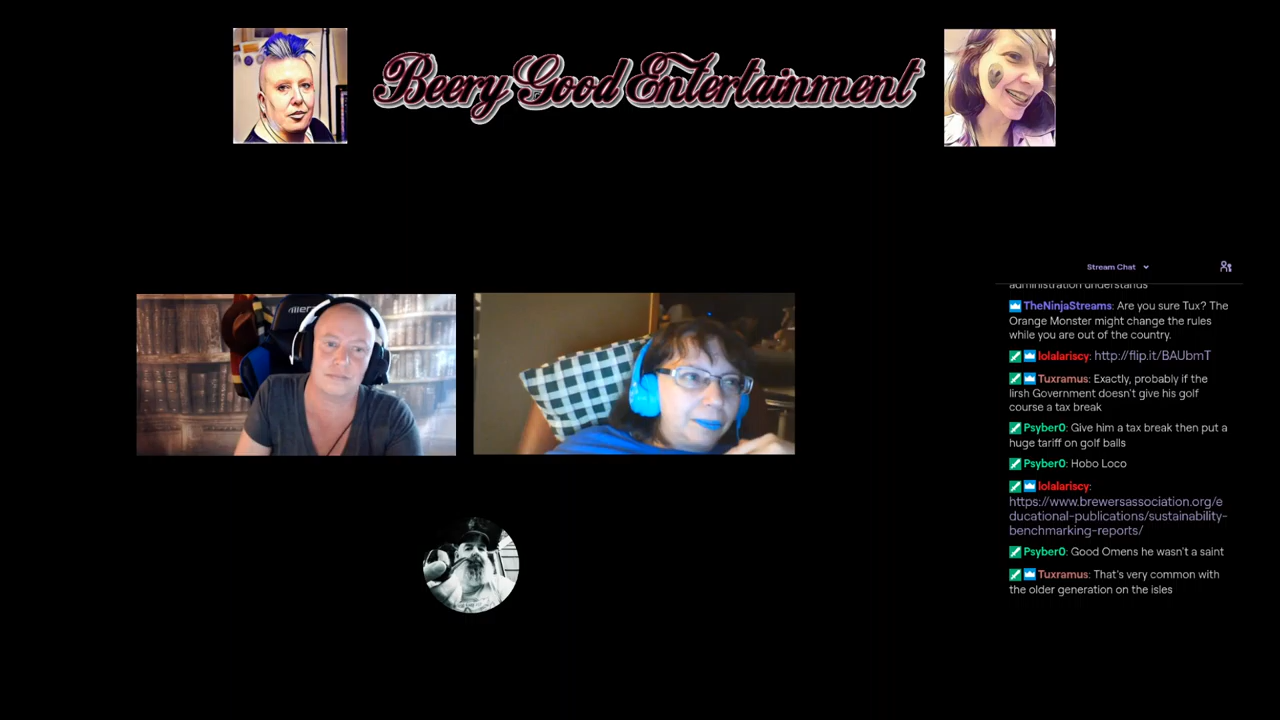 Beery Good Entertainment
Stream Chat
administration understands
TheNinjaStreams: Are you sure Tux? The
Orange Monster might change the rules
while you are out of the country.
lolalariscy: http://flip.it/BAUbmT
Tuxramus: Exactly, probably if the
Iirsh Government doesn't give his golf
course a tax break
Psyber0: Give him a tax break then put a
huge tariff on golf balls
Psyber0: Hobo Loco
lolalariscy:
https://www.brewersassociation.org/e
ducational-publications/sustainability-
benchmarking-reports/
Psyber0: Good Omens he wasn't a saint
Tuxramus: That's very common with
the older generation on the isles